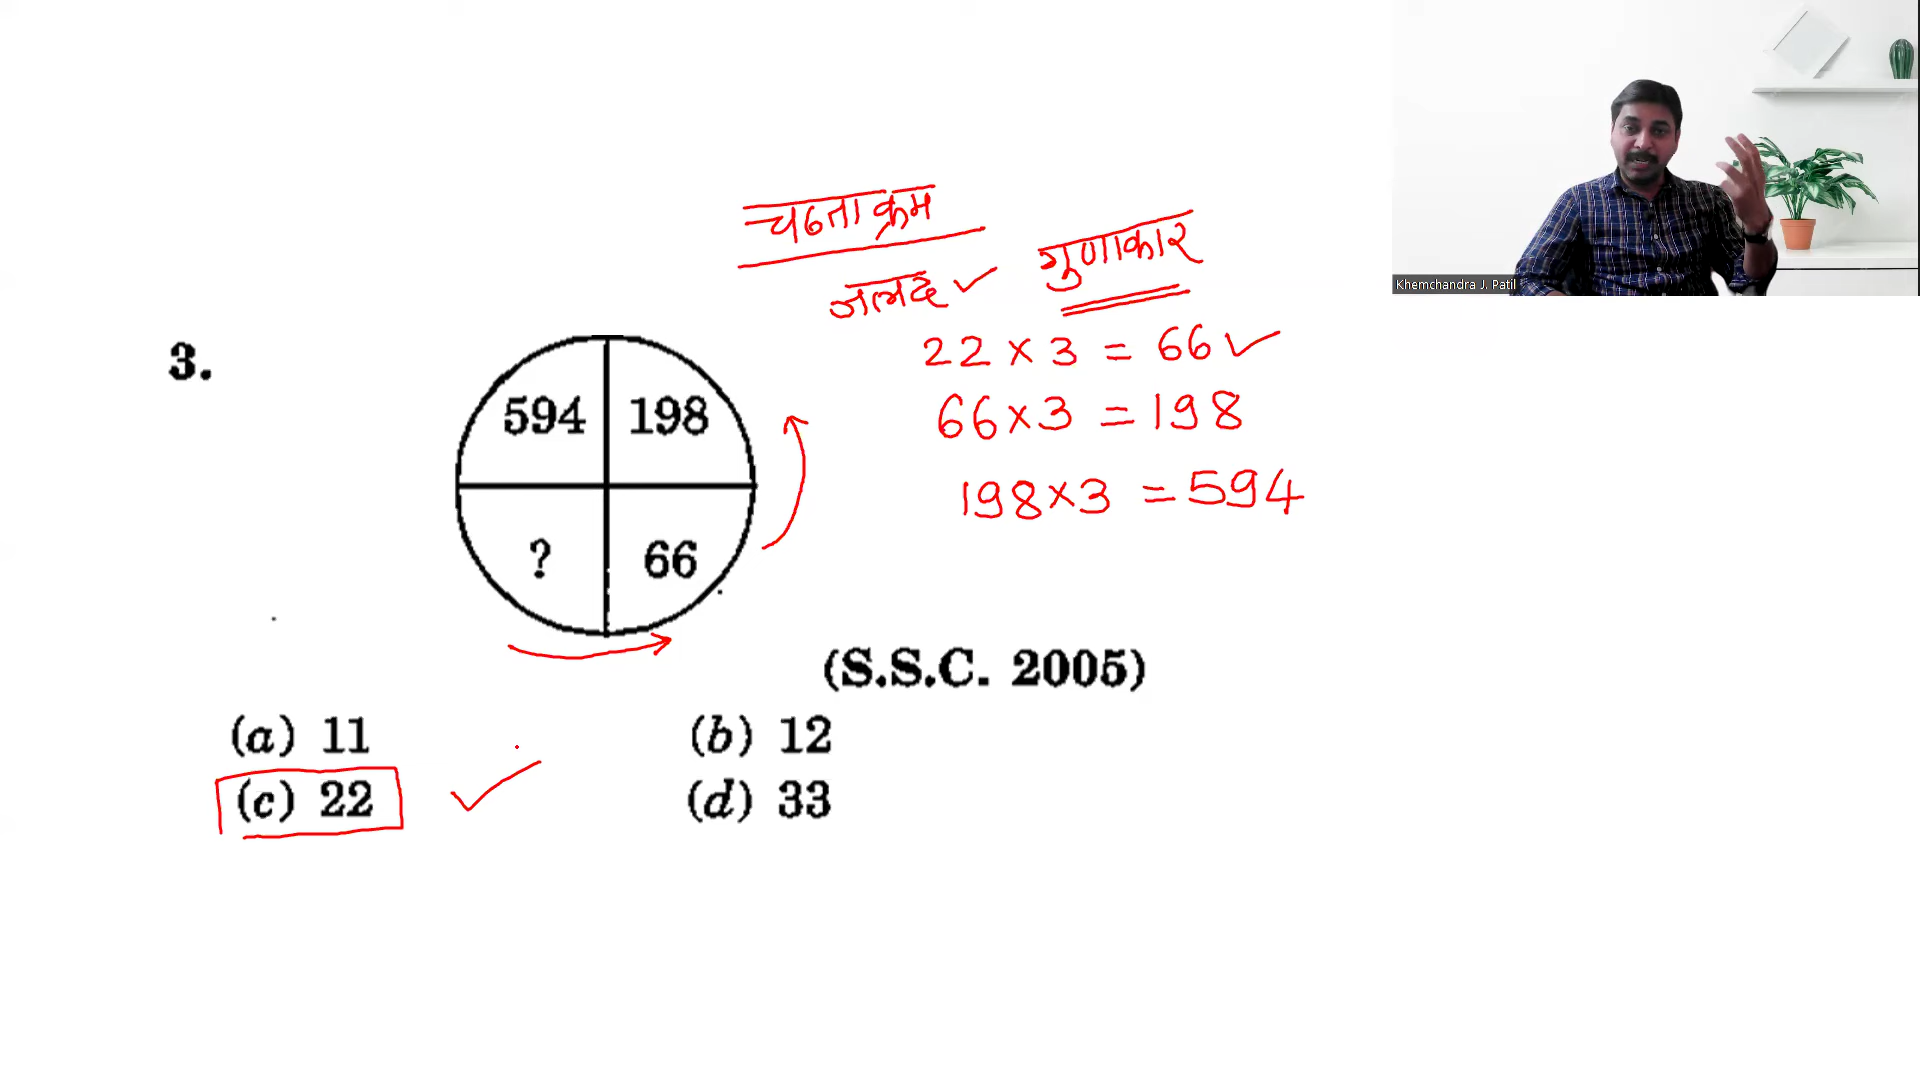 Khemchandra J. Patil
चढताक्रम
जलद ✓ गुणाकार
22 × 3 = 66 ✓
66 × 3 = 198
198 × 3 = 594
3.
594 198
? 66
(S.S.C. 2005)
(a) 11 (b) 12
(c) 22 ✓ (d) 33